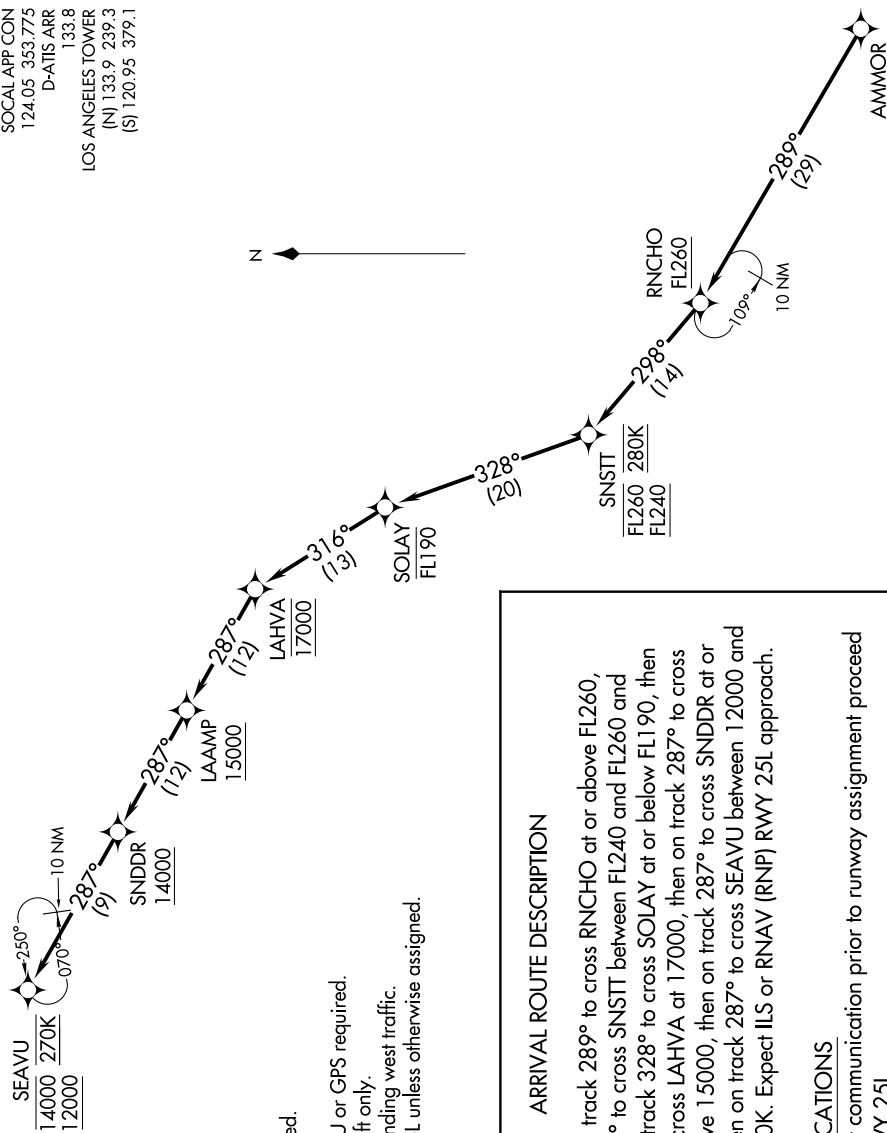 SOCAL APP CON
124.05 353.775
D-ATIS ARR
133.8
LOS ANGELES TOWER
(N) 133.9 239.3
(S) 120.95 379.1
N
AMMOR
289°
(29)
RNCHO
FL260
109°
10 NM
298°
(14)
SNSTT
FL260 280K
FL240
328°
(20)
SOLAY
FL190
316°
(13)
LAHVA
17000
287°
(12)
LAAMP
15000
287°
(12)
SNDDR
14000
287°
(9)
10 NM
250°
070°
SEAVU
14000 270K
12000
ed.
U or GPS required.
ft only.
nding west traffic.
L unless otherwise assigned.
ARRIVAL ROUTE DESCRIPTION
track 289° to cross RNCHO at or above FL260,
° to cross SNSTT between FL240 and FL260 and
track 328° to cross SOLAY at or below FL190, then
cross LAHVA at 17000, then on track 287° to cross
ve 15000, then on track 287° to cross SNDDR at or
en on track 287° to cross SEAVU between 12000 and
0K. Expect ILS or RNAV (RNP) RWY 25L approach.
CATIONS
communication prior to runway assignment proceed
WY 25L